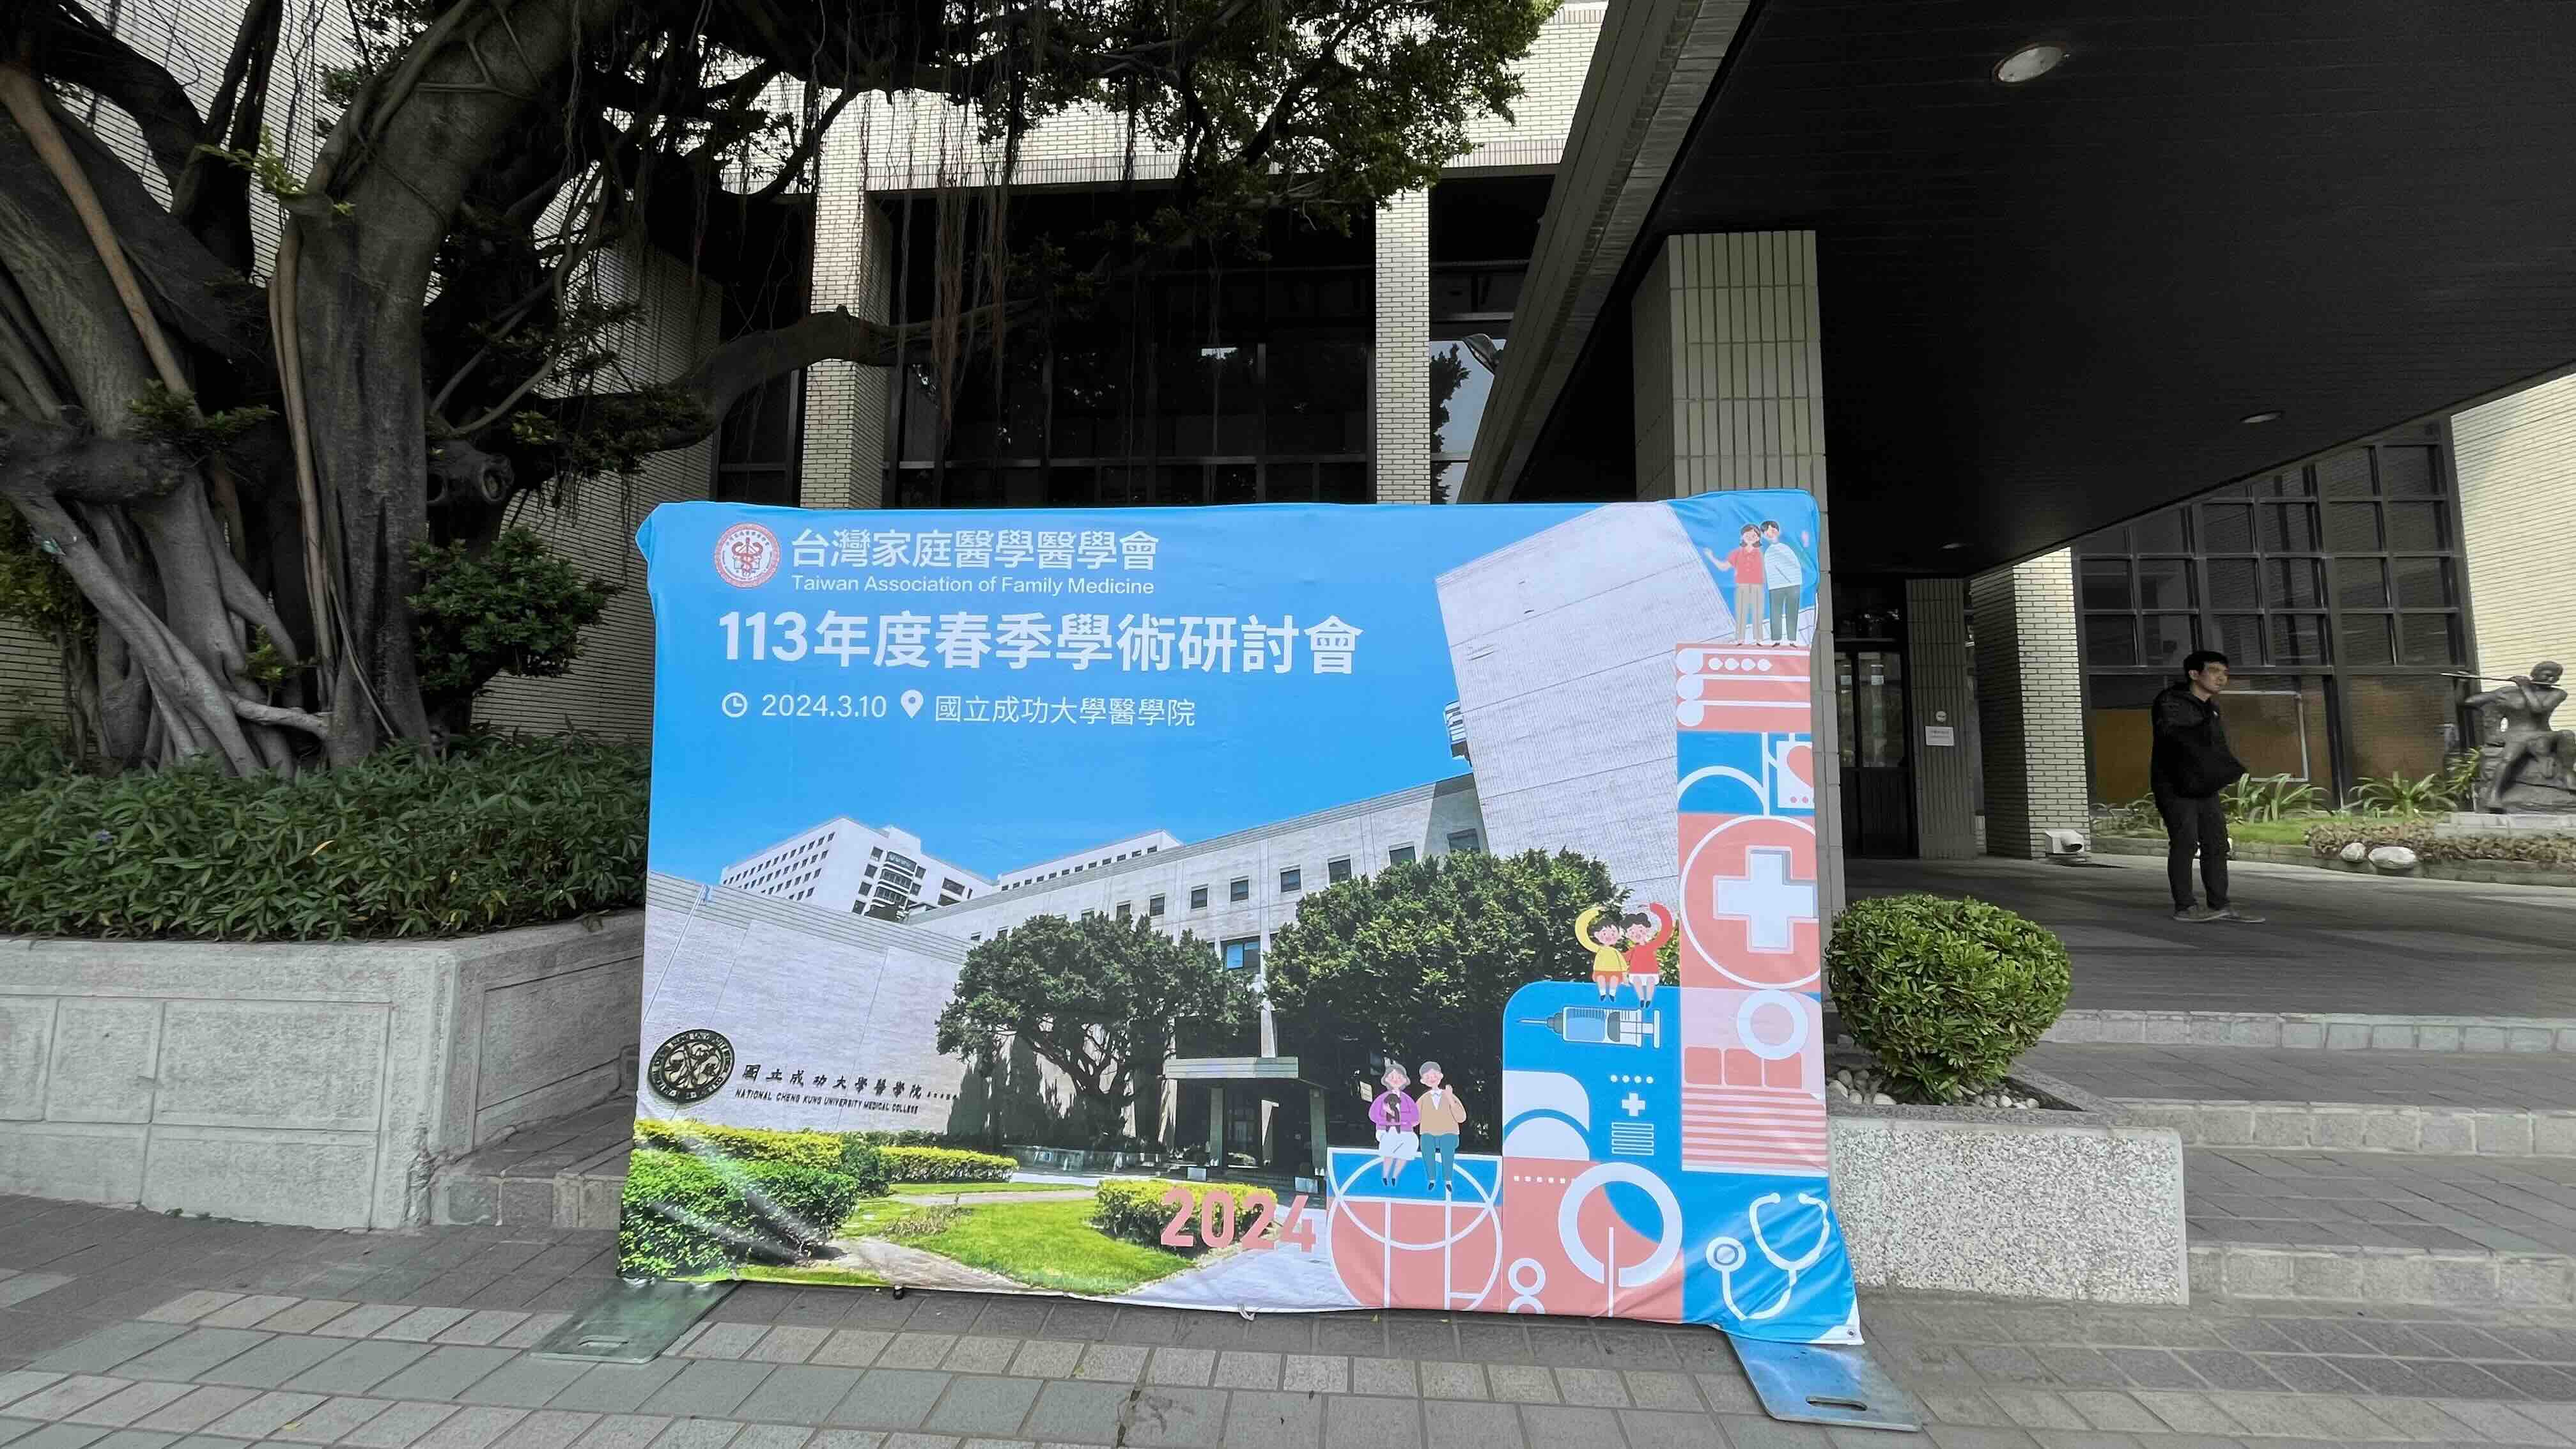 台灣家庭醫學醫學會
Taiwan Association of Family Medicine
113年度春季學術研討會
2024.3.10 國立成功大學醫學院
國立成功大學醫學院
NATIONAL CHENG KUNG UNIVERSITY MEDICAL COLLEGE
2024